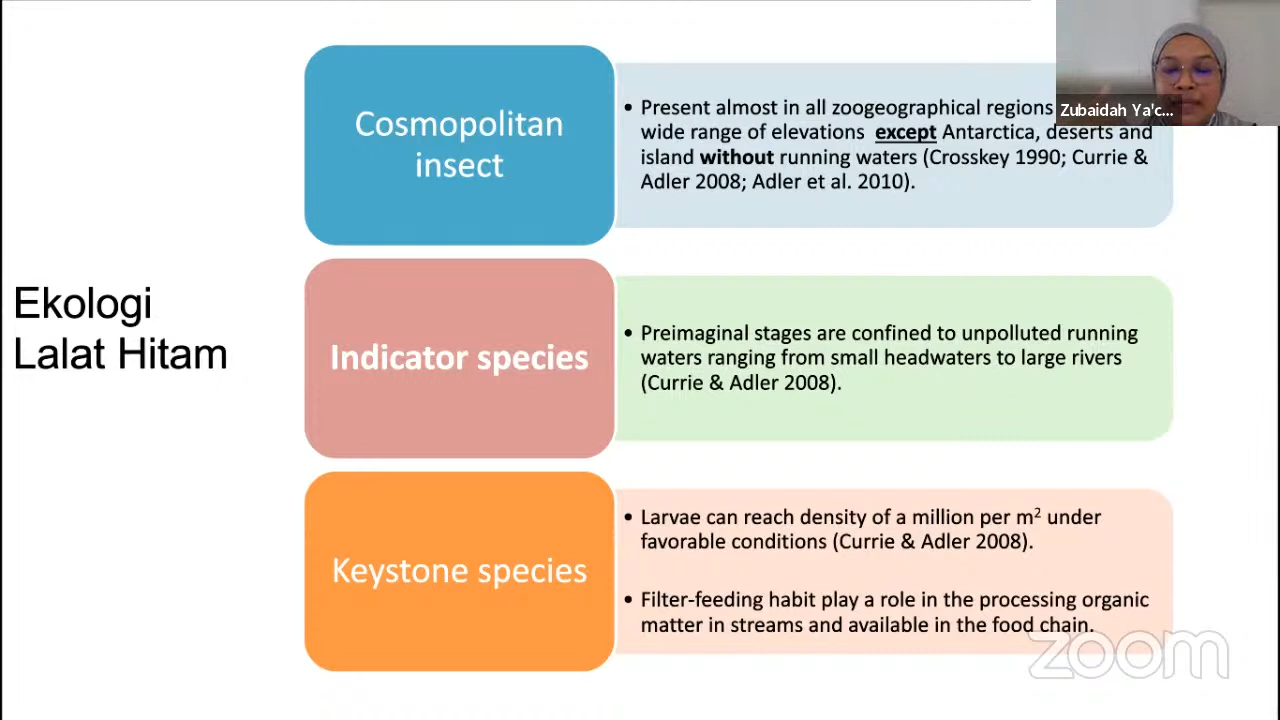 Ekologi
Lalat Hitam
Cosmopolitan
insect
• Present almost in all zoogeographical regions
wide range of elevations except Antarctica, deserts and
island without running waters (Crosskey 1990; Currie &
Adler 2008; Adler et al. 2010).
Indicator species
• Preimaginal stages are confined to unpolluted running
waters ranging from small headwaters to large rivers
(Currie & Adler 2008).
Keystone species
• Larvae can reach density of a million per m² under
favorable conditions (Currie & Adler 2008).
• Filter-feeding habit play a role in the processing organic
matter in streams and available in the food chain.
Zubaidah Ya'c...
zoom